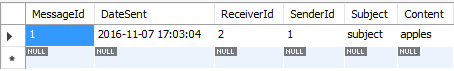 MessageId DateSent ReceiverId SenderId Subject Content
1 2016-11-07 17:03:04 2 1 subject apples
NULL NULL NULL NULL NULL NULL